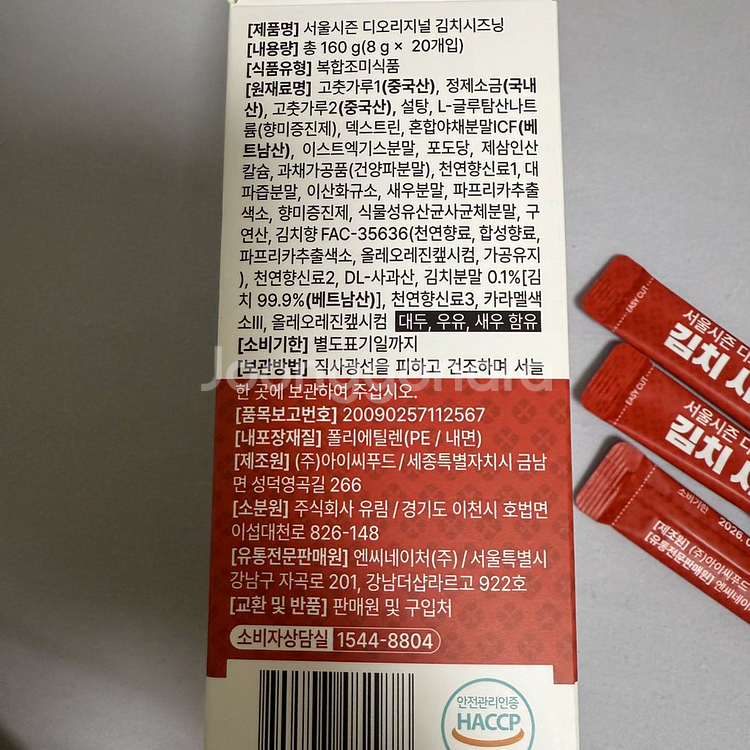 [제품명] 서울시즌 디오리지널 김치시즈닝
[내용량] 총 160 g(8 g × 20개입)
[식품유형] 복합조미식품
[원재료명] 고춧가루1(중국산), 정제소금(국내
산), 고춧가루2(중국산), 설탕, L-글루탐산나트
륨(향미증진제), 덱스트린, 혼합야채분말ICF(베
트남산), 이스트엑기스분말, 포도당, 제삼인산
칼슘, 과채가공품(건양파분말), 천연향신료1, 대
파즙분말, 이산화규소, 새우분말, 파프리카추출
색소, 향미증진제, 식물성유산균사균체분말, 구
연산, 김치향 FAC-35636(천연향료, 합성향료,
파프리카추출색소, 올레오레진캪시컴, 가공유지
), 천연향신료2, DL-사과산, 김치분말 0.1%[김
치 99.9%(베트남산)], 천연향신료3, 카라멜색
소III, 올레오레진캪시컴 대두, 우유, 새우 함유
[소비기한] 별도표기일까지
[보관방법] 직사광선을 피하고 건조하며 서늘
한 곳에 보관하여 주십시오.
[품목보고번호] 20090257112567
[내포장재질] 폴리에틸렌(PE / 내면)
[제조원] (주)아이씨푸드 / 세종특별자치시 금남
면 성덕영곡길 266
[소분원] 주식회사 유림 / 경기도 이천시 호법면
이섭대천로 826-148
[유통전문판매원] 엔씨네이처(주) / 서울특별시
강남구 자곡로 201, 강남더샵라르고 922호
[교환 및 반품] 판매원 및 구입처
소비자상담실 1544-8804
안전관리인증
HACCP
Joonggonara
EASY CUT
서울시즌 디
김치 시
EASY CUT
서울시즌 디
김치 시
소비기한 2026.0
[제조원] (주)아이씨푸드
[유통전문판매원] 엔씨네이